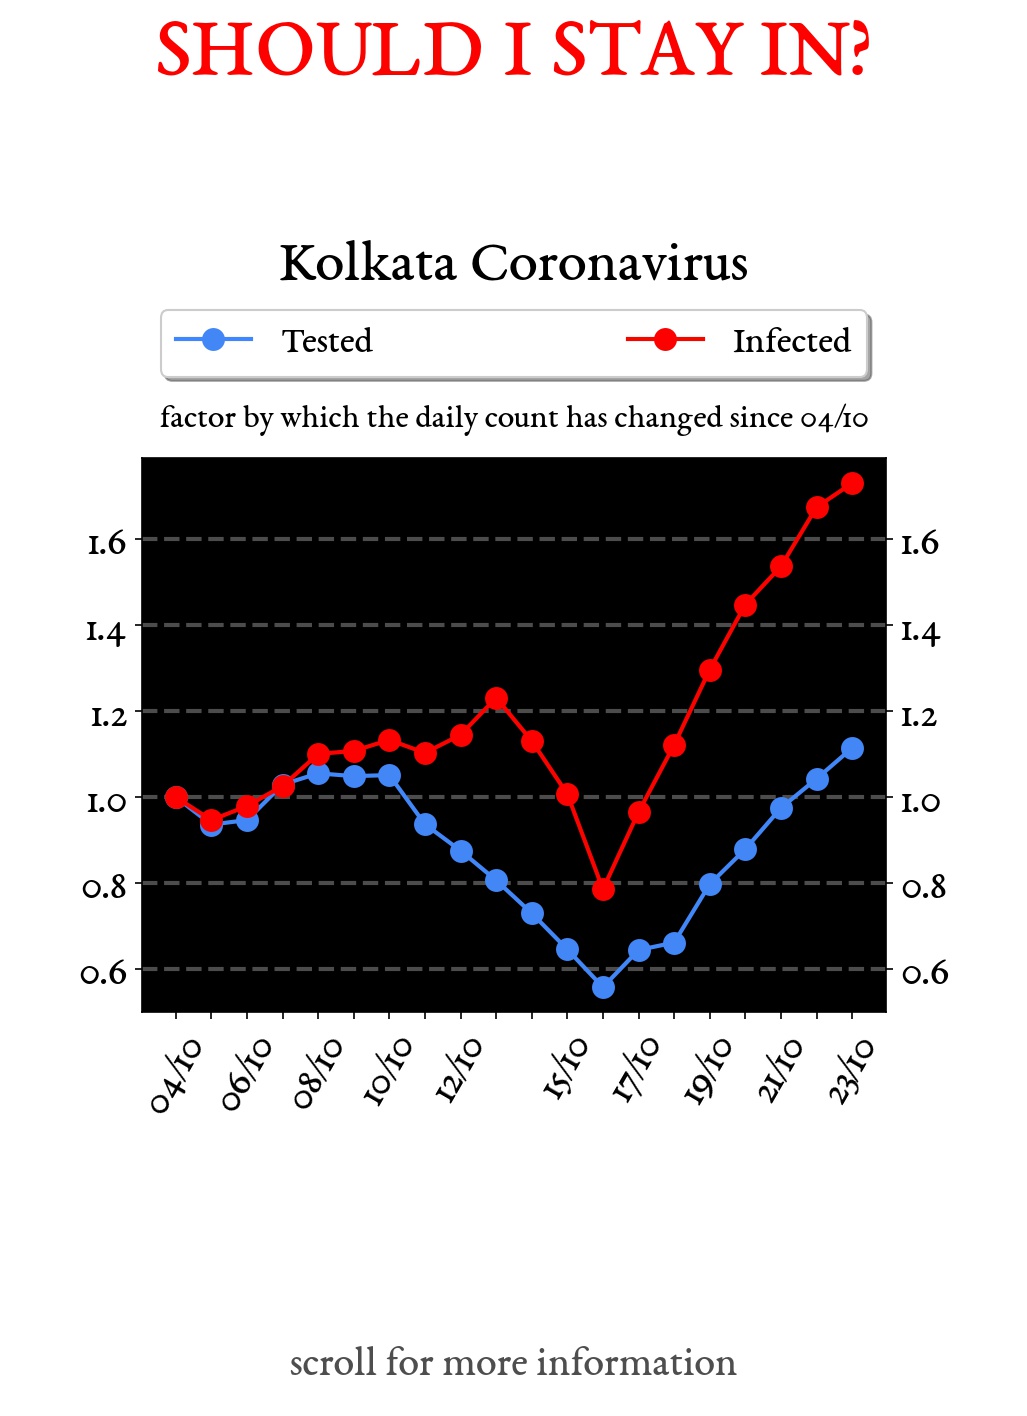 SHOULD I STAY IN?
Kolkata Coronavirus
Tested Infected
factor by which the daily count has changed since 04/10
1.6 1.6
1.4 1.4
1.2 1.2
1.0 1.0
0.8 0.8
0.6 0.6
04/10 06/10 08/10 10/10 12/10 15/10 17/10 19/10 21/10 23/10
scroll for more information